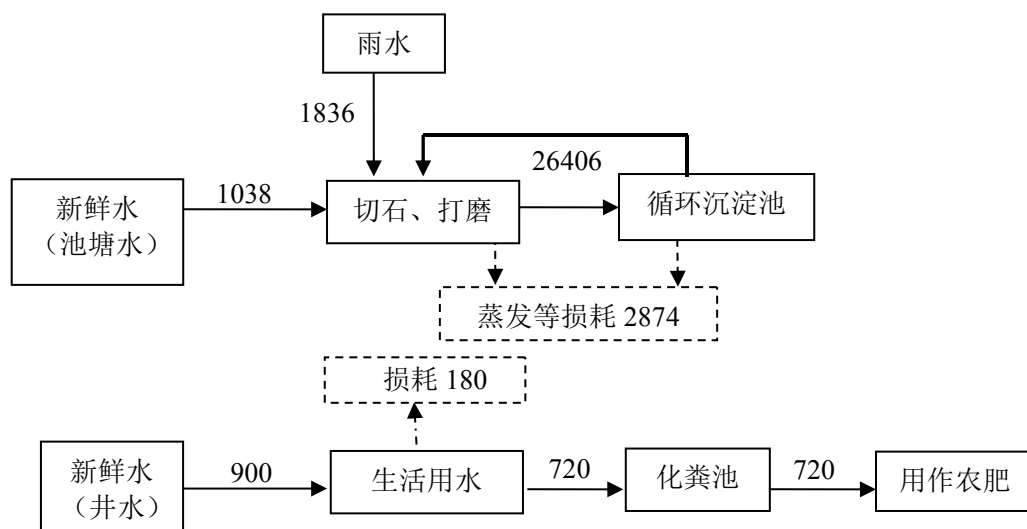 雨水
1836
26406
新鲜水
（池塘水）
1038
切石、打磨
循环沉淀池
蒸发等损耗 2874
损耗 180
新鲜水
（井水）
900
生活用水
720
化粪池
720
用作农肥